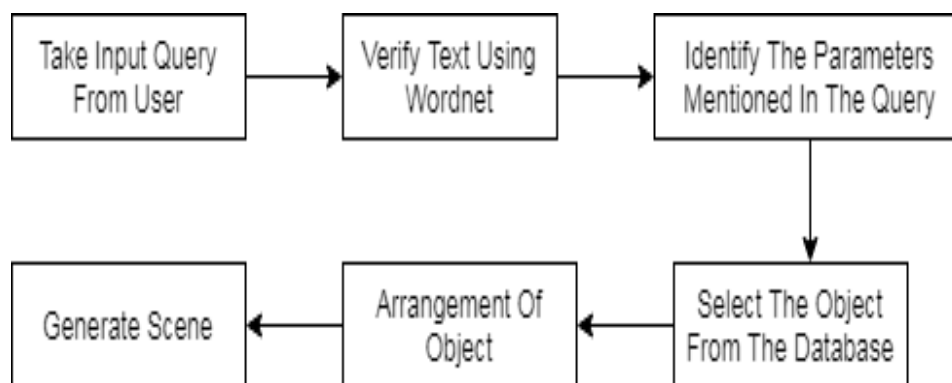 Take Input Query
From User
Verify Text Using
Wordnet
Identify The Parameters
Mentioned In The Query
Select The Object
From The Database
Arrangement Of
Object
Generate Scene